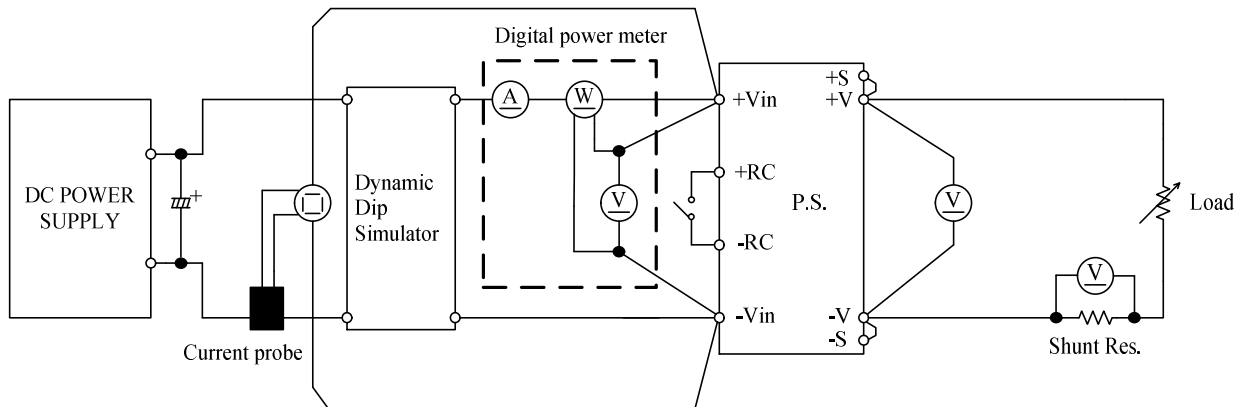 Digital power meter
A
W
V
DC POWER
SUPPLY
+
Current probe
Dynamic
Dip
Simulator
+Vin
+RC
-RC
-Vin
P.S.
+S
+V
-V
-S
V
Load
V
Shunt Res.